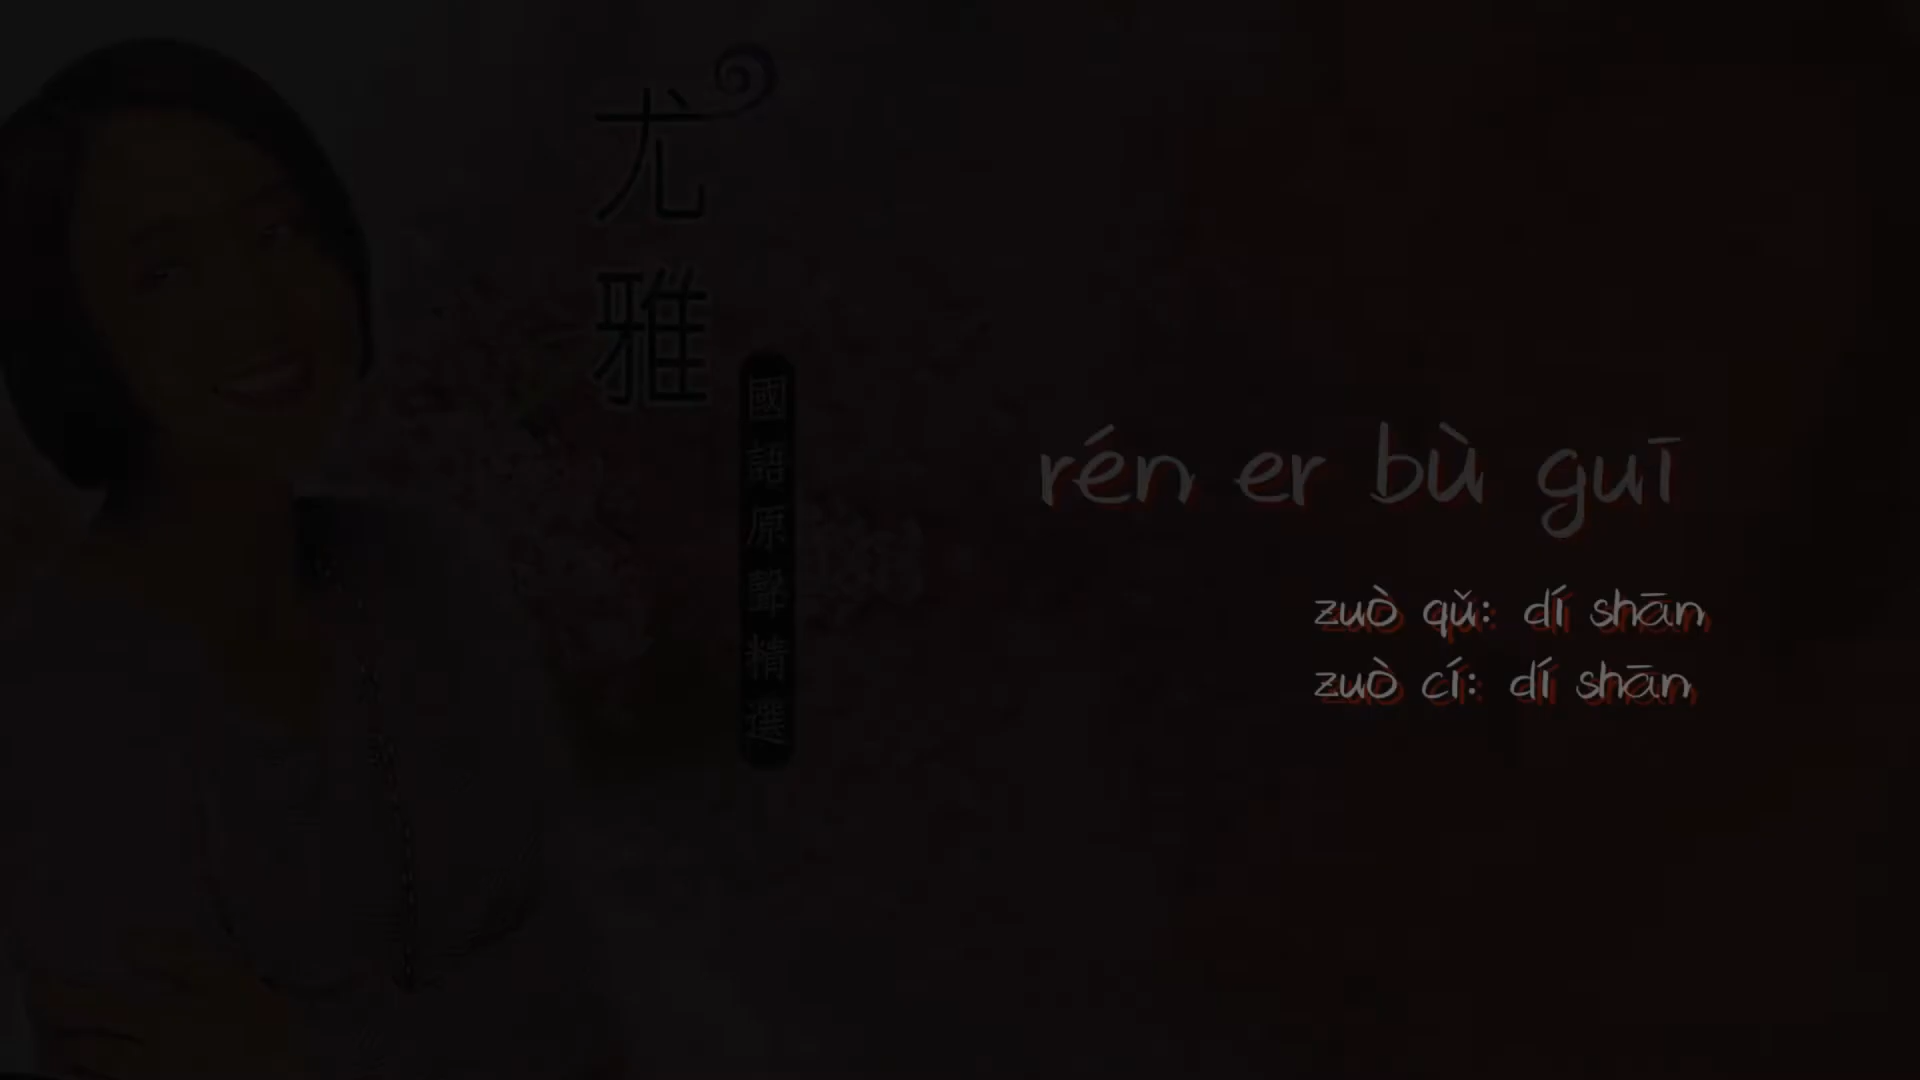 尤雅
國語原聲精選
rén er bù guī
zuò qǔ: dí shān
zuò cí: dí shān